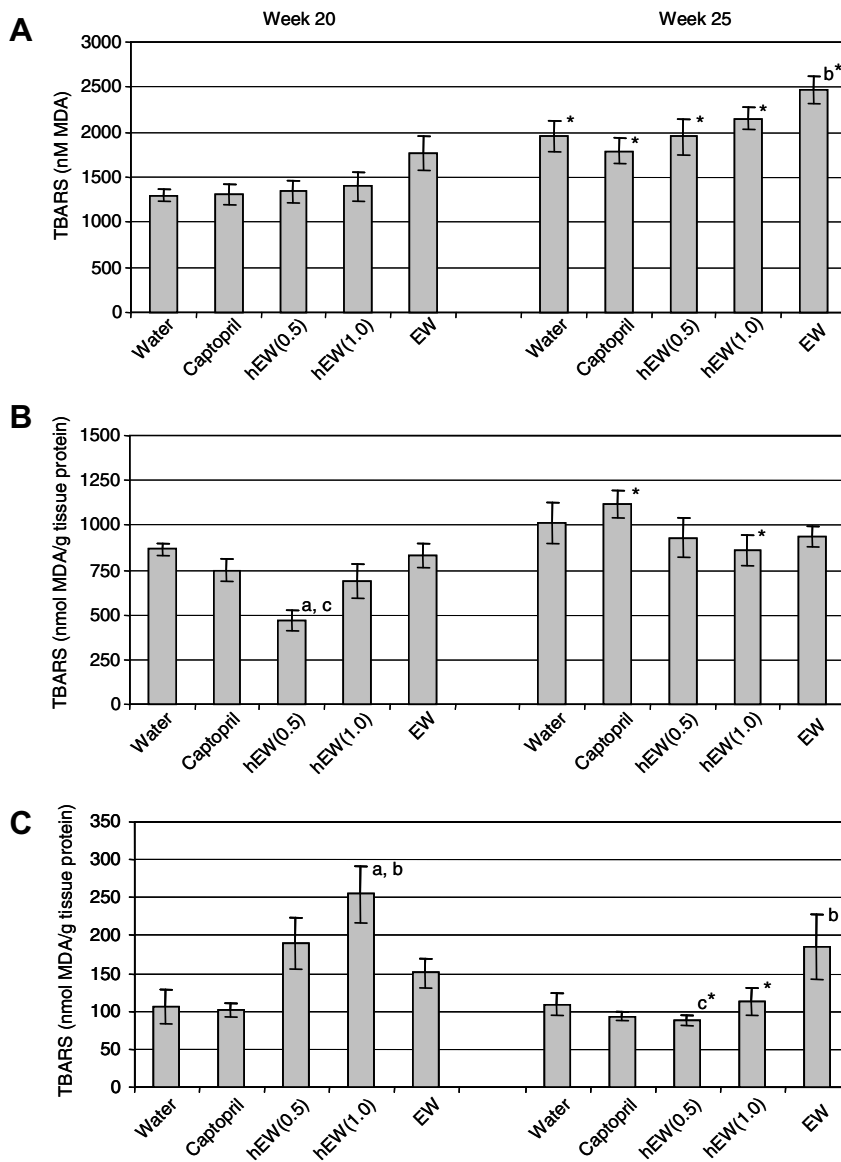 Week 20 Week 25
A
TBARS (nM MDA)
3000
2500
2000
1500
1000
500
0
* * * * b*
Water Captopril hEW(0.5) hEW(1.0) EW Water Captopril hEW(0.5) hEW(1.0) EW
B
TBARS (nmol MDA/g tissue protein)
1500
1250
1000
750
500
250
0
a, c * *
Water Captopril hEW(0.5) hEW(1.0) EW Water Captopril hEW(0.5) hEW(1.0) EW
C
TBARS (nmol MDA/g tissue protein)
350
300
250
200
150
100
50
0
a, b c* * b
Water Captopril hEW(0.5) hEW(1.0) EW Water Captopril hEW(0.5) hEW(1.0) EW